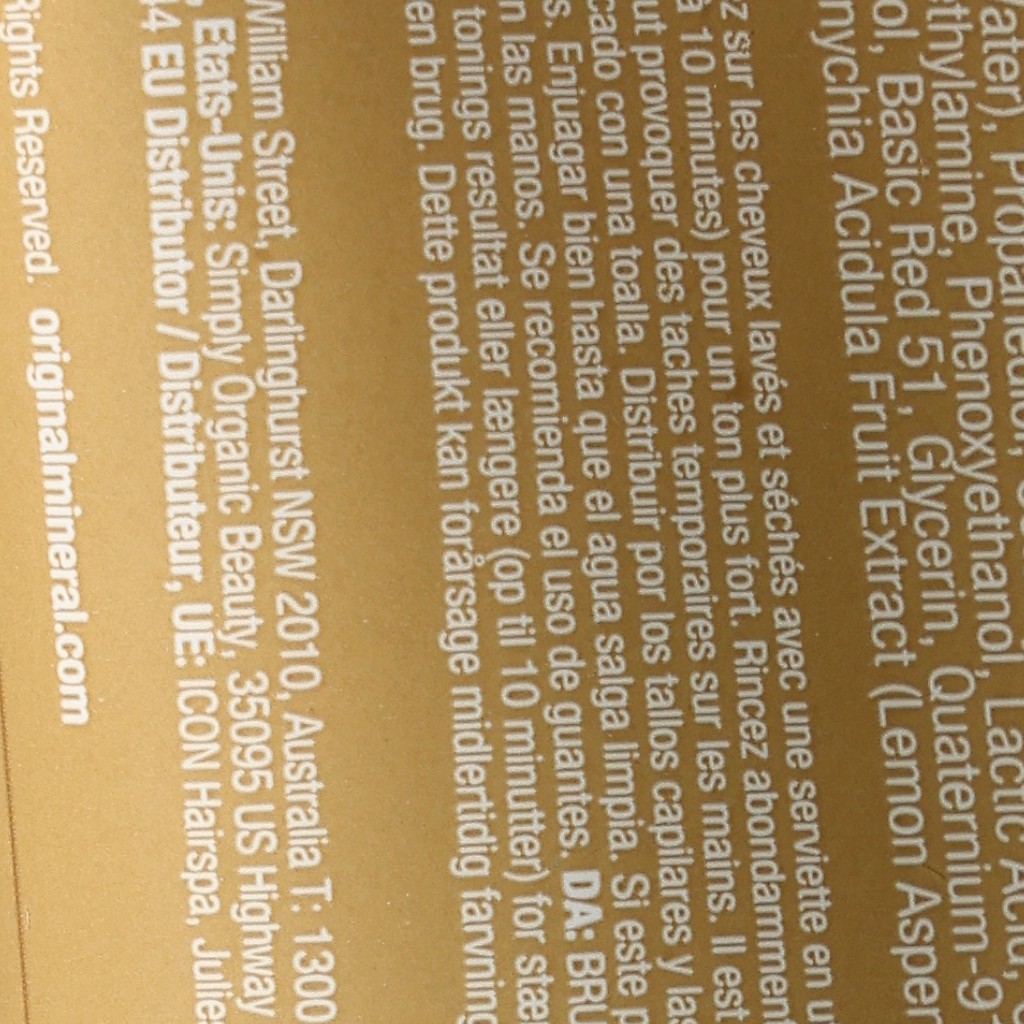 Water), Propanediol,
ethylamine, Phenoxyethanol, Lactic Acid,
ol, Basic Red 51, Glycerin, Quaternium-91
nychia Acidula Fruit Extract (Lemon Asper
z sur les cheveux lavés et séchés avec une serviette en u
à 10 minutes) pour un ton plus fort. Rincez abondamment
ut provoquer des taches temporaires sur les mains. Il est
cado con una toalla. Distribuir por los tallos capilares y las
s. Enjuagar bien hasta que el agua salga limpia. Si este p
n las manos. Se recomienda el uso de guantes. DA: BRU
tonings resultat eller længere (op til 10 minutter) for stær
en brug. Dette produkt kan forårsage midlertidig farvning
William Street, Darlinghurst NSW 2010, Australia T: 1300
, Etats-Unis: Simply Organic Beauty, 35095 US Highway
44 EU Distributor / Distributeur, UE: ICON Hairspa, Julie
Rights Reserved. originalmineral.com